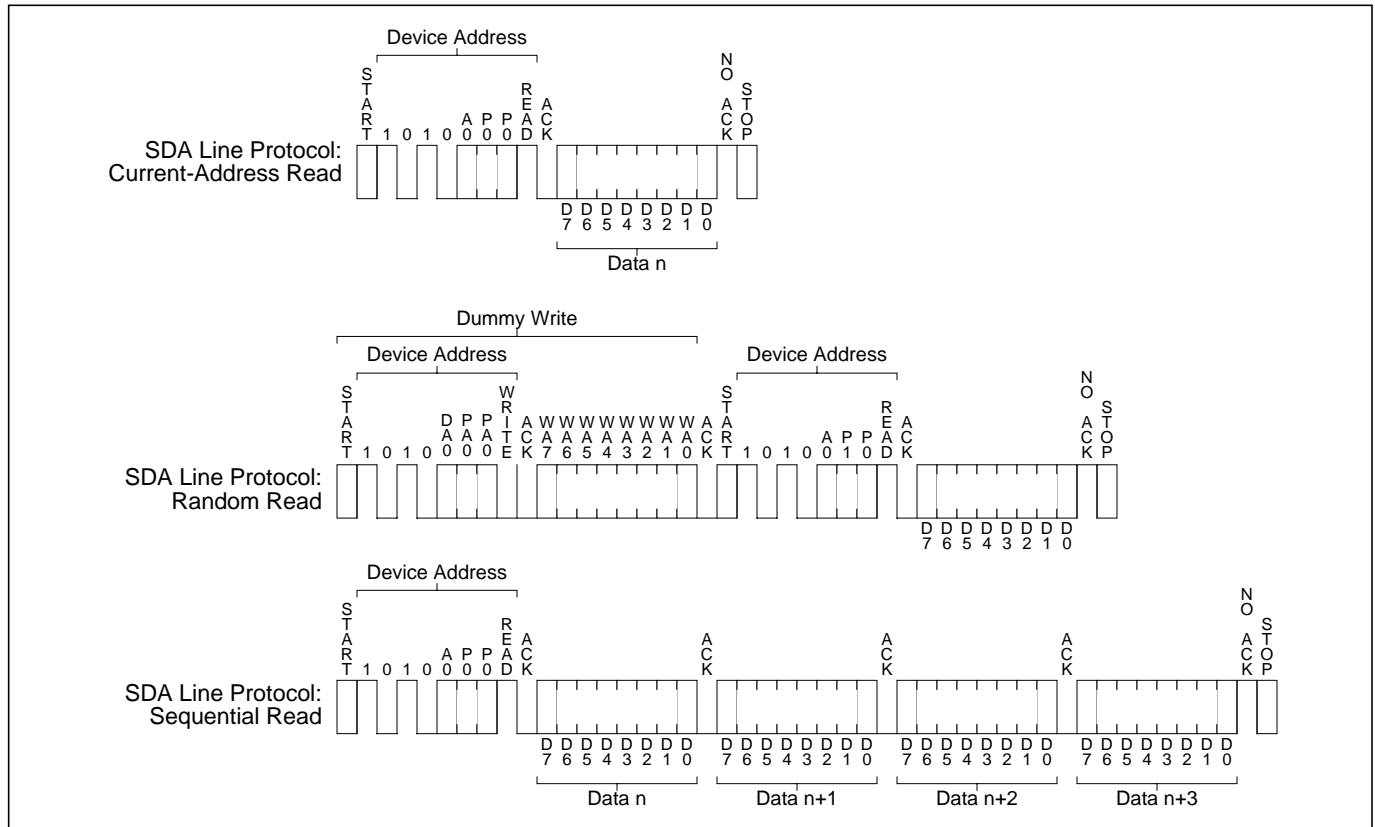 Device Address
START 1 0 1 0 A0 P0 P0 READ ACK NO ACK STOP
SDA Line Protocol:
Current-Address Read
D7 D6 D5 D4 D3 D2 D1 D0
Data n
Dummy Write
Device Address Device Address
START 1 0 1 0 DA0 PA0 PA0 WRITE ACK WA7 WA6 WA5 WA4 WA3 WA2 WA1 WA0 ACK START 1 0 1 0 A0 P1 P0 READ ACK NO ACK STOP
SDA Line Protocol:
Random Read
D7 D6 D5 D4 D3 D2 D1 D0
Device Address
START 1 0 1 0 A0 P0 P0 READ ACK ACK ACK ACK NO ACK STOP
SDA Line Protocol:
Sequential Read
D7 D6 D5 D4 D3 D2 D1 D0 D7 D6 D5 D4 D3 D2 D1 D0 D7 D6 D5 D4 D3 D2 D1 D0 D7 D6 D5 D4 D3 D2 D1 D0
Data n Data n+1 Data n+2 Data n+3